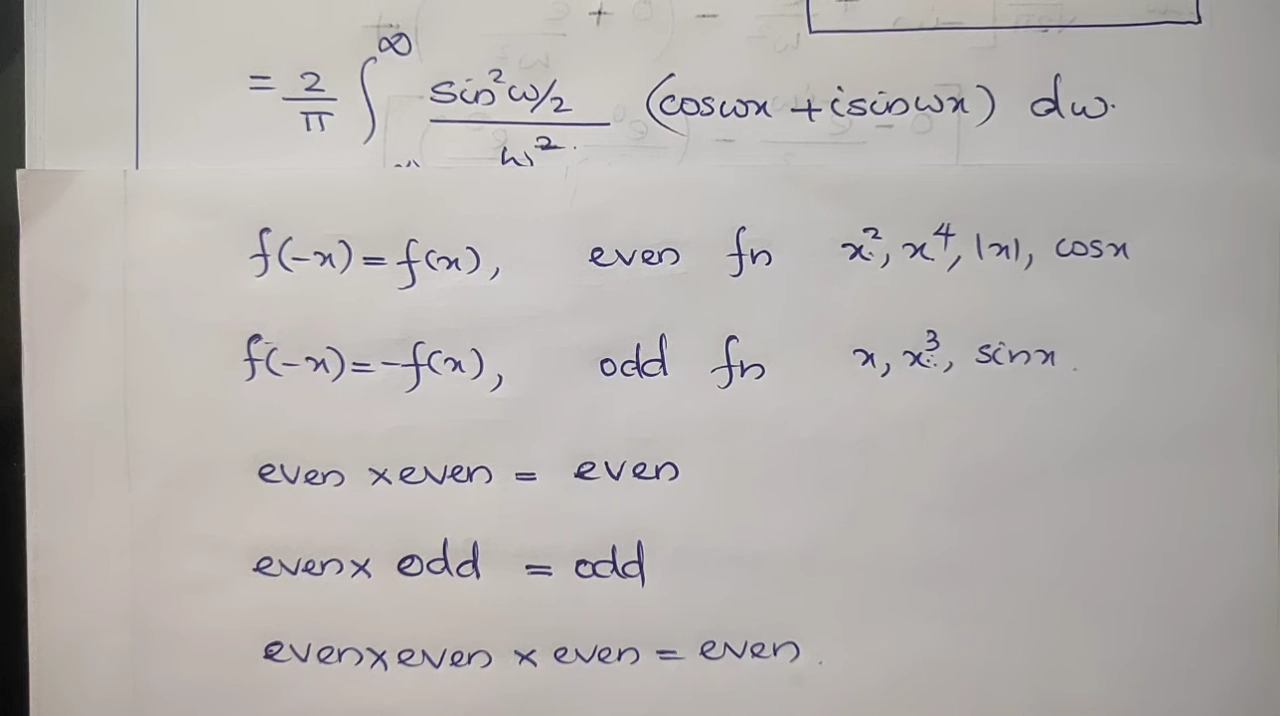 = 2/π ∫ ∞ sin²ω/2 / ω² (cosωx + isinωx) dω.
f(-x) = f(x), even fn x², x⁴, |x|, cosx
f(-x) = -f(x), odd fn x, x³, sinx.
even × even = even
even × odd = odd
even × even × even = even.